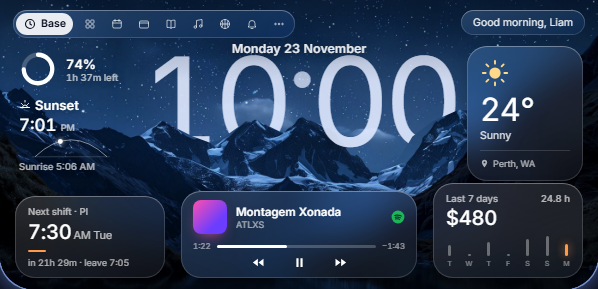 Base
Good morning, Liam
Monday 23 November
10:00
74%
1h 37m left
Sunset
7:01 PM
Sunrise 5:06 AM
24°
Sunny
Perth, WA
Next shift · PI
7:30 AM Tue
in 21h 29m · leave 7:05
Montagem Xonada
ATLXS
1:22
−1:43
Last 7 days
24.8 h
$480
T W T F S S M